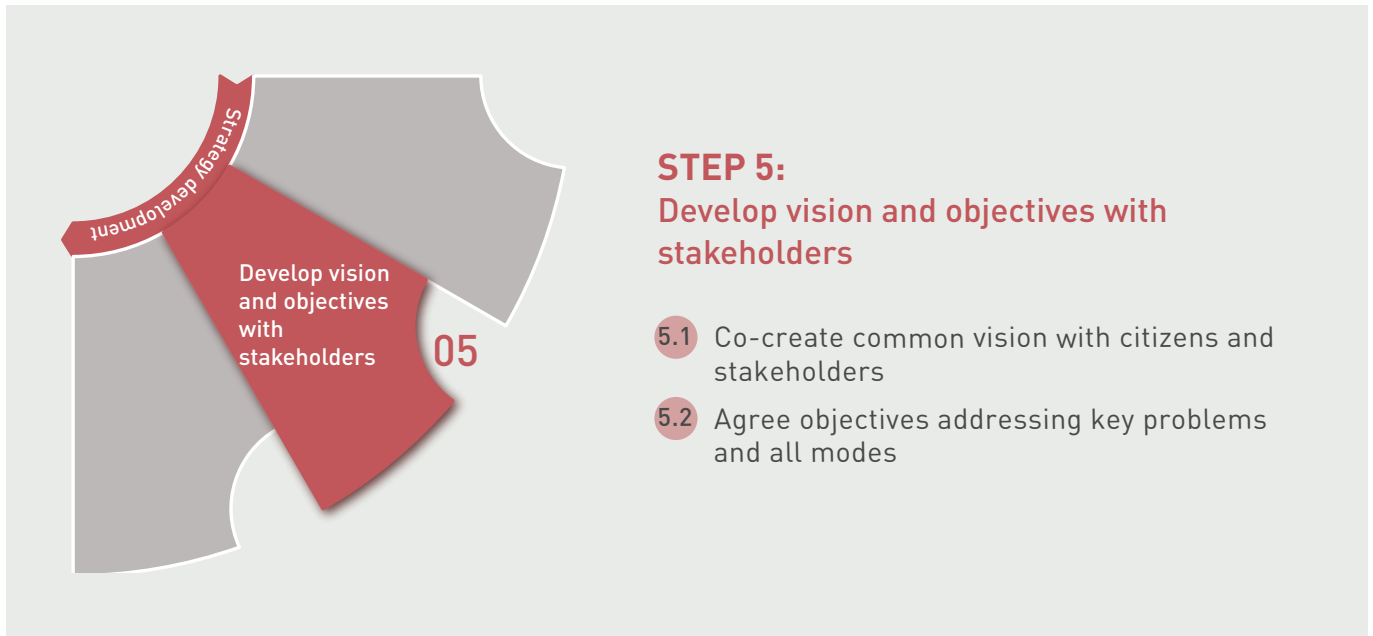 Strategy development
Develop vision
and objectives
with
stakeholders
05
STEP 5:
Develop vision and objectives with
stakeholders
5.1 Co-create common vision with citizens and
stakeholders
5.2 Agree objectives addressing key problems
and all modes